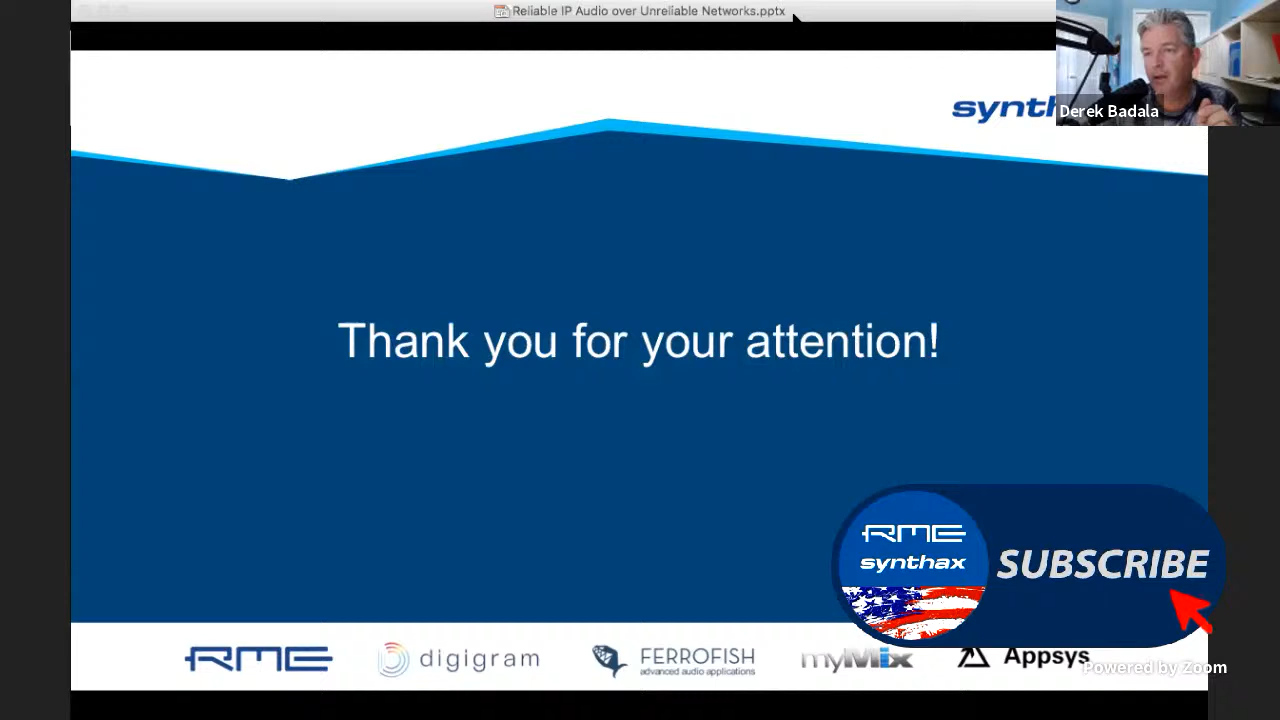 Reliable IP Audio over Unreliable Networks.pptx
synth
Derek Badala
Thank you for your attention!
RME
synthax
SUBSCRIBE
RME
digigram
FERROFISH
advanced audio applications
myMix
Appsys
Powered by Zoom